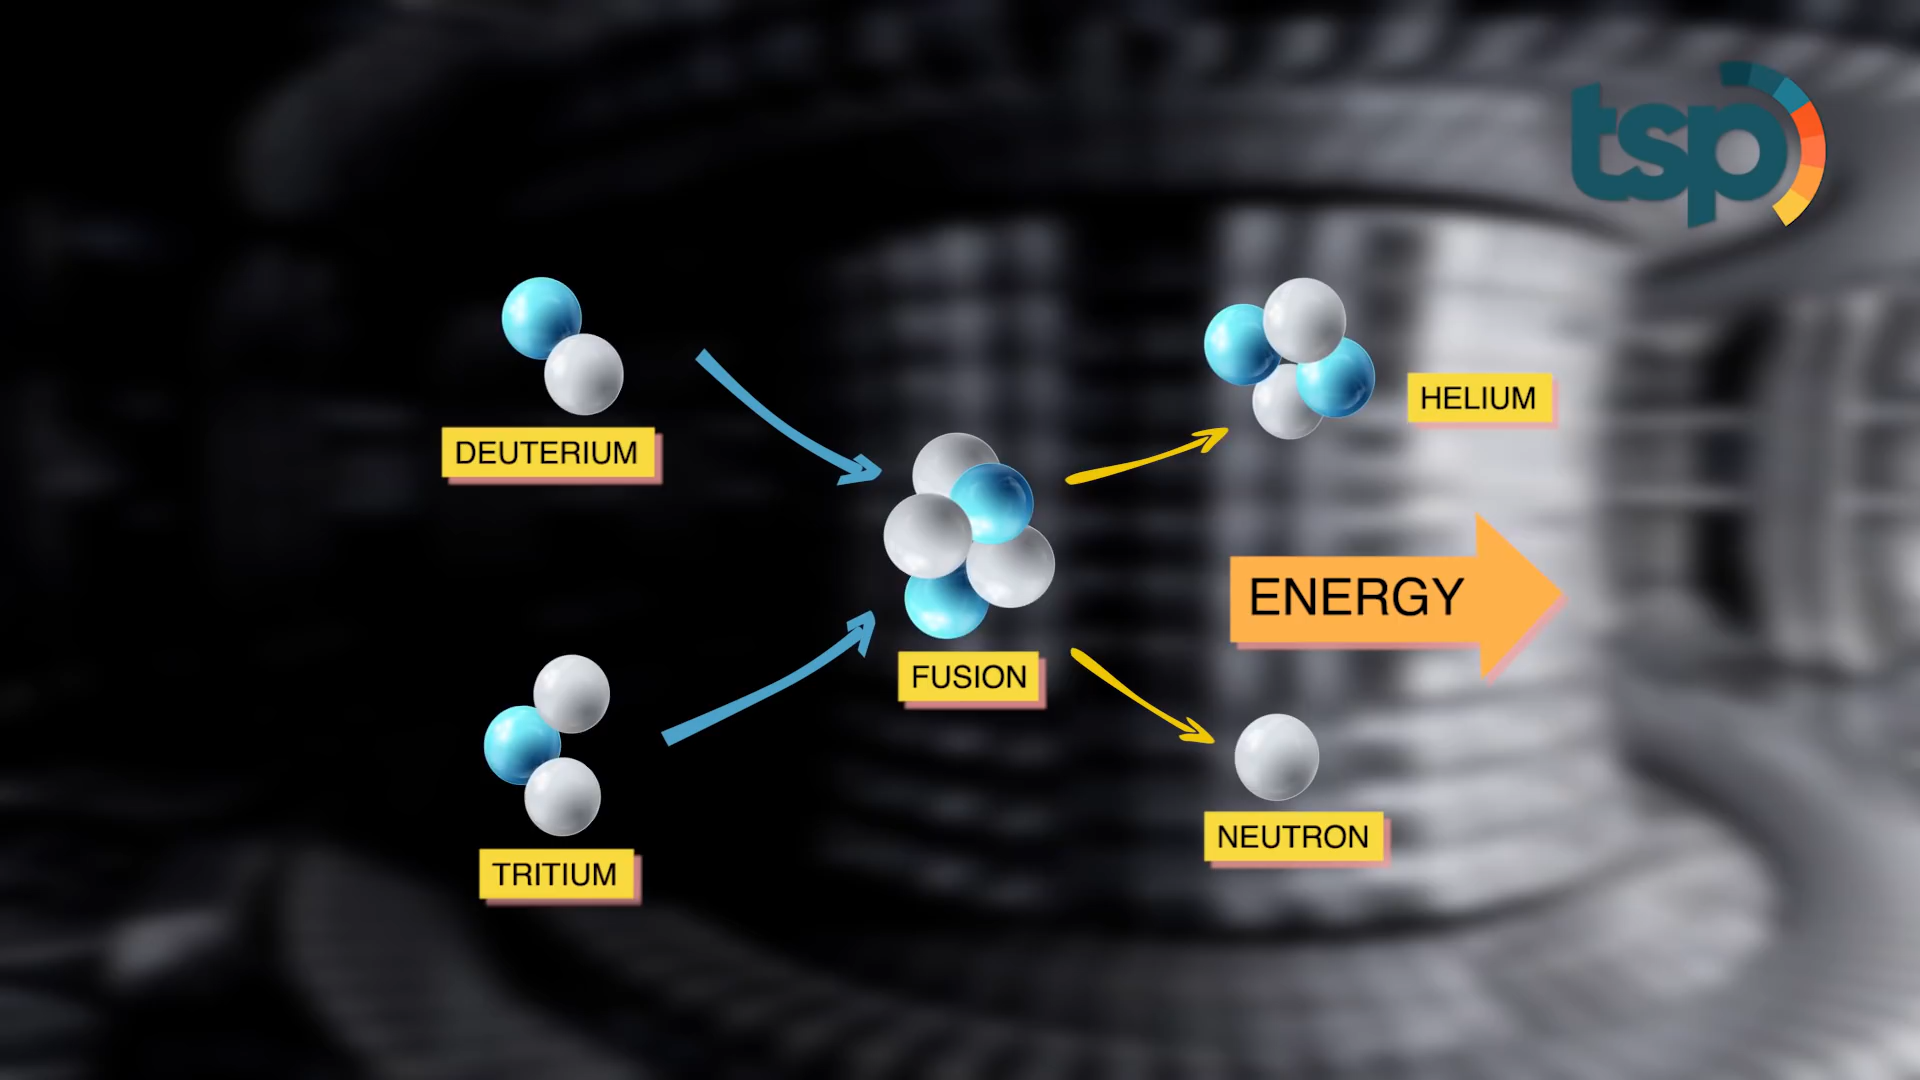 tsp
DEUTERIUM
HELIUM
ENERGY
FUSION
NEUTRON
TRITIUM